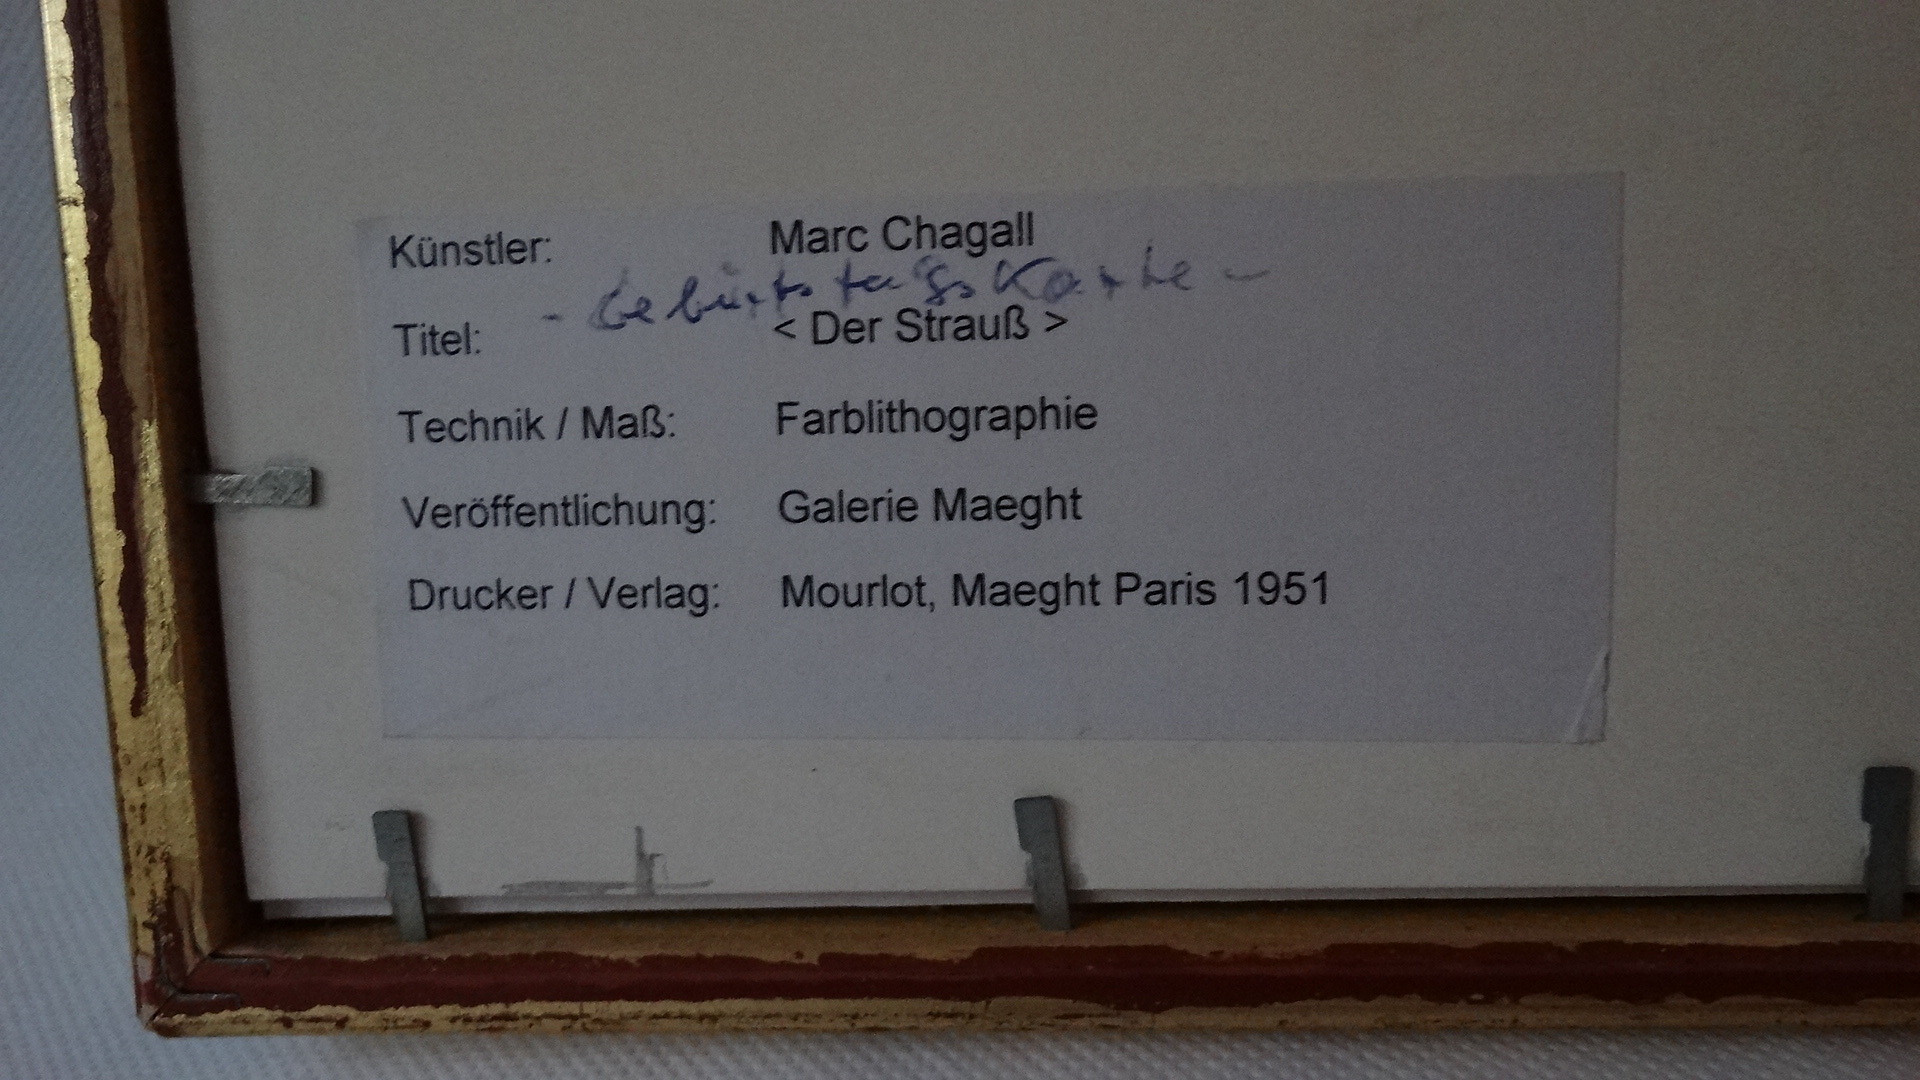 Künstler: Marc Chagall
- Geburtstagskarte -
Titel: < Der Strauß >
Technik / Maß: Farblithographie
Veröffentlichung: Galerie Maeght
Drucker / Verlag: Mourlot, Maeght Paris 1951